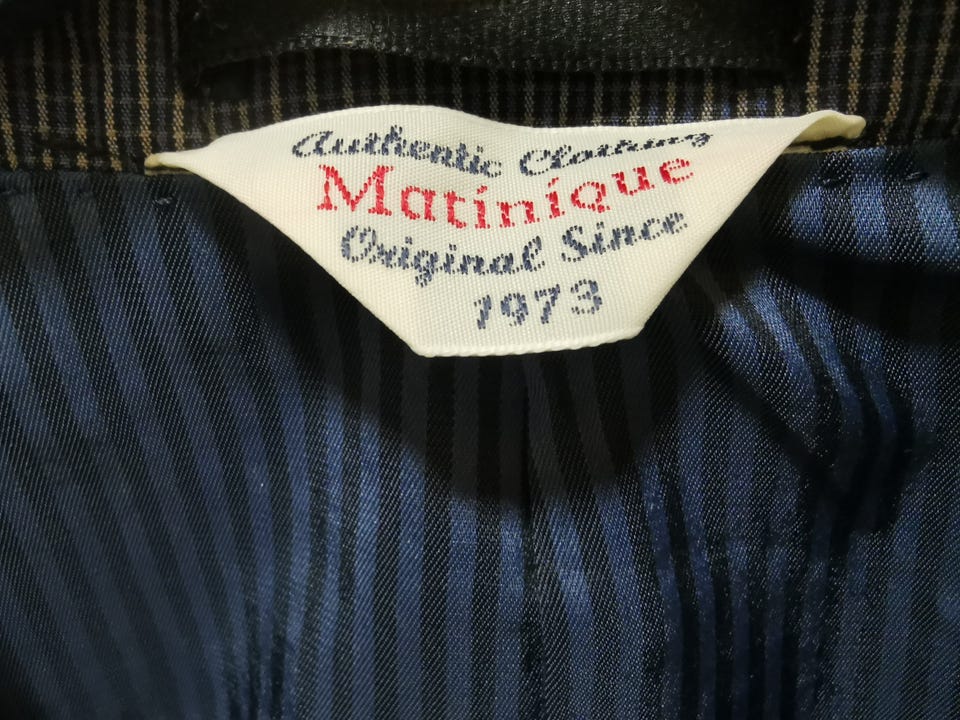 Authentic Clothing
Matinique
Original Since
1973